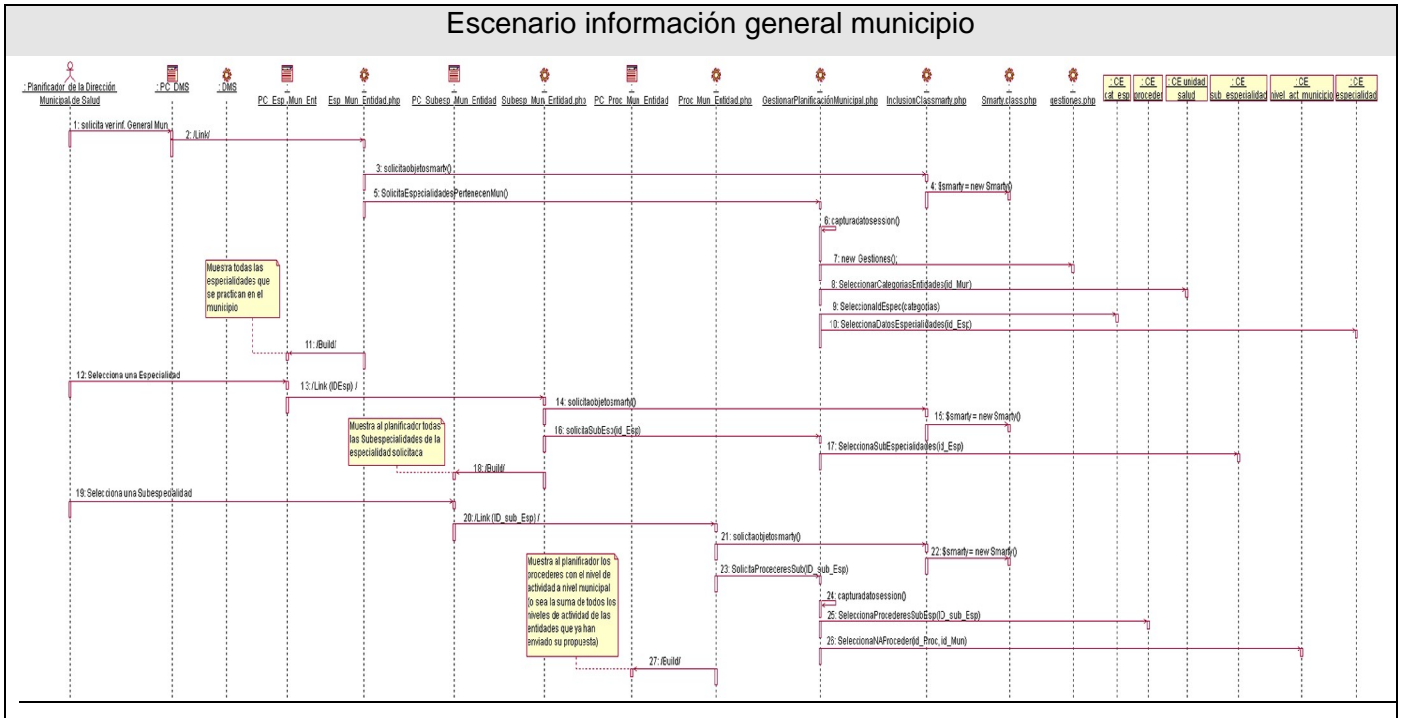 Escenario información general municipio
: Planificador de la Dirección
Municipal de Salud
: PC_DMS
: DMS
PC_Esp_Mun_Ent
Esp_Mun_Entidad.php
PC_Subesp_Mun_Entidad
Subesp_Mun_Entidad.php
PC_Proc_Mun_Entidad
Proc_Mun_Entidad.php
GestionarPlanificaciónMunicipal.php
InclusionClassmarty.php
Smarty.class.php
gestiones.php
: CE
cat_esp
: CE
proceder
: CE unidad
salud
: CE
sub_especialidad
: CE
nivel_act_municipio
: CE
especialidad
1: solicita ver inf. General Mun
2: /Link/
3: solicitaobjetosmarty()
4: $smarty = new Smarty()
5: SolicitaEspecialidadesPertenecenMun()
6: capturadatosession()
7: new Gestiones();
8: SeleccionarCategoriasEntidades(id_Mun)
9: SeleccionaIdEspec(categorias)
10: SeleccionaDatosEspecialidades(id_Esp)
Muestra todas las
especialidades que
se practican en el
municipio
11: /Build/
12: Selecciona una Especialidad
13: /Link (IDEsp) /
14: solicitaobjetosmarty()
15: $smarty = new Smarty()
16: solicitaSubEsp(id_Esp)
17: SeleccionaSubEspecialidades(id_Esp)
Muestra al planificador todas
las Subespecialidades de la
especialidad solicitaca
18: /Build/
19: Selecciona una Subespecialidad
20: /Link (ID_sub_Esp) /
21: solicitaobjetosmarty()
22: $smarty = new Smarty()
23: SolicitaProcederesSub(ID_sub_Esp)
24: capturadatosession()
25: SeleccionaProcederesSubEsp(ID_sub_Esp)
26: SeleccionaNAProceder(id_Proc, id_Mun)
Muestra al planificador los
procederes con el nivel de
actividad a nivel municipal
(o sea la suma de todos los
niveles de actividad de las
entidades que ya han
enviado su propuesta)
27: /Build/